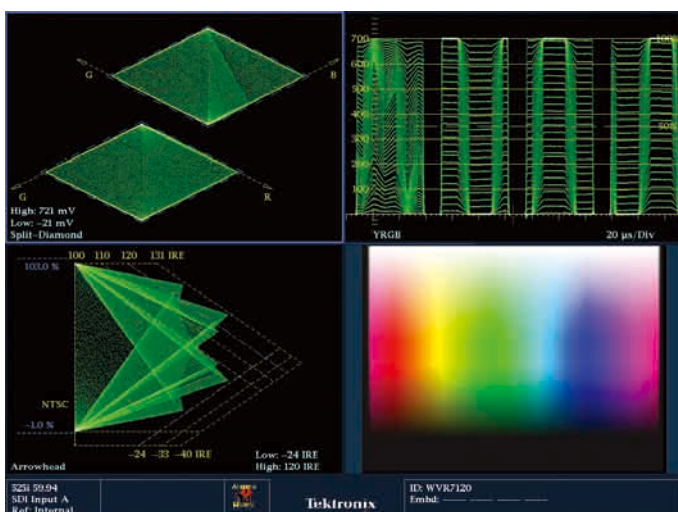 G
B
G
R
High: 721 mV
Low: −21 mV
Split−Diamond
700
600
500
400
300
200
100
1000
500
YRGB
20 µs/Div
100 110 120 131 IRE
103.0 %
NTSC
−1.0 %
−24 −33 −40 IRE
Arrowhead
Low: −24 IRE
High: 120 IRE
525i 59.94
SDI Input A
Ref: Internal
Tektronix
ID: WVR7120
Embd: ---- ---- ---- ----